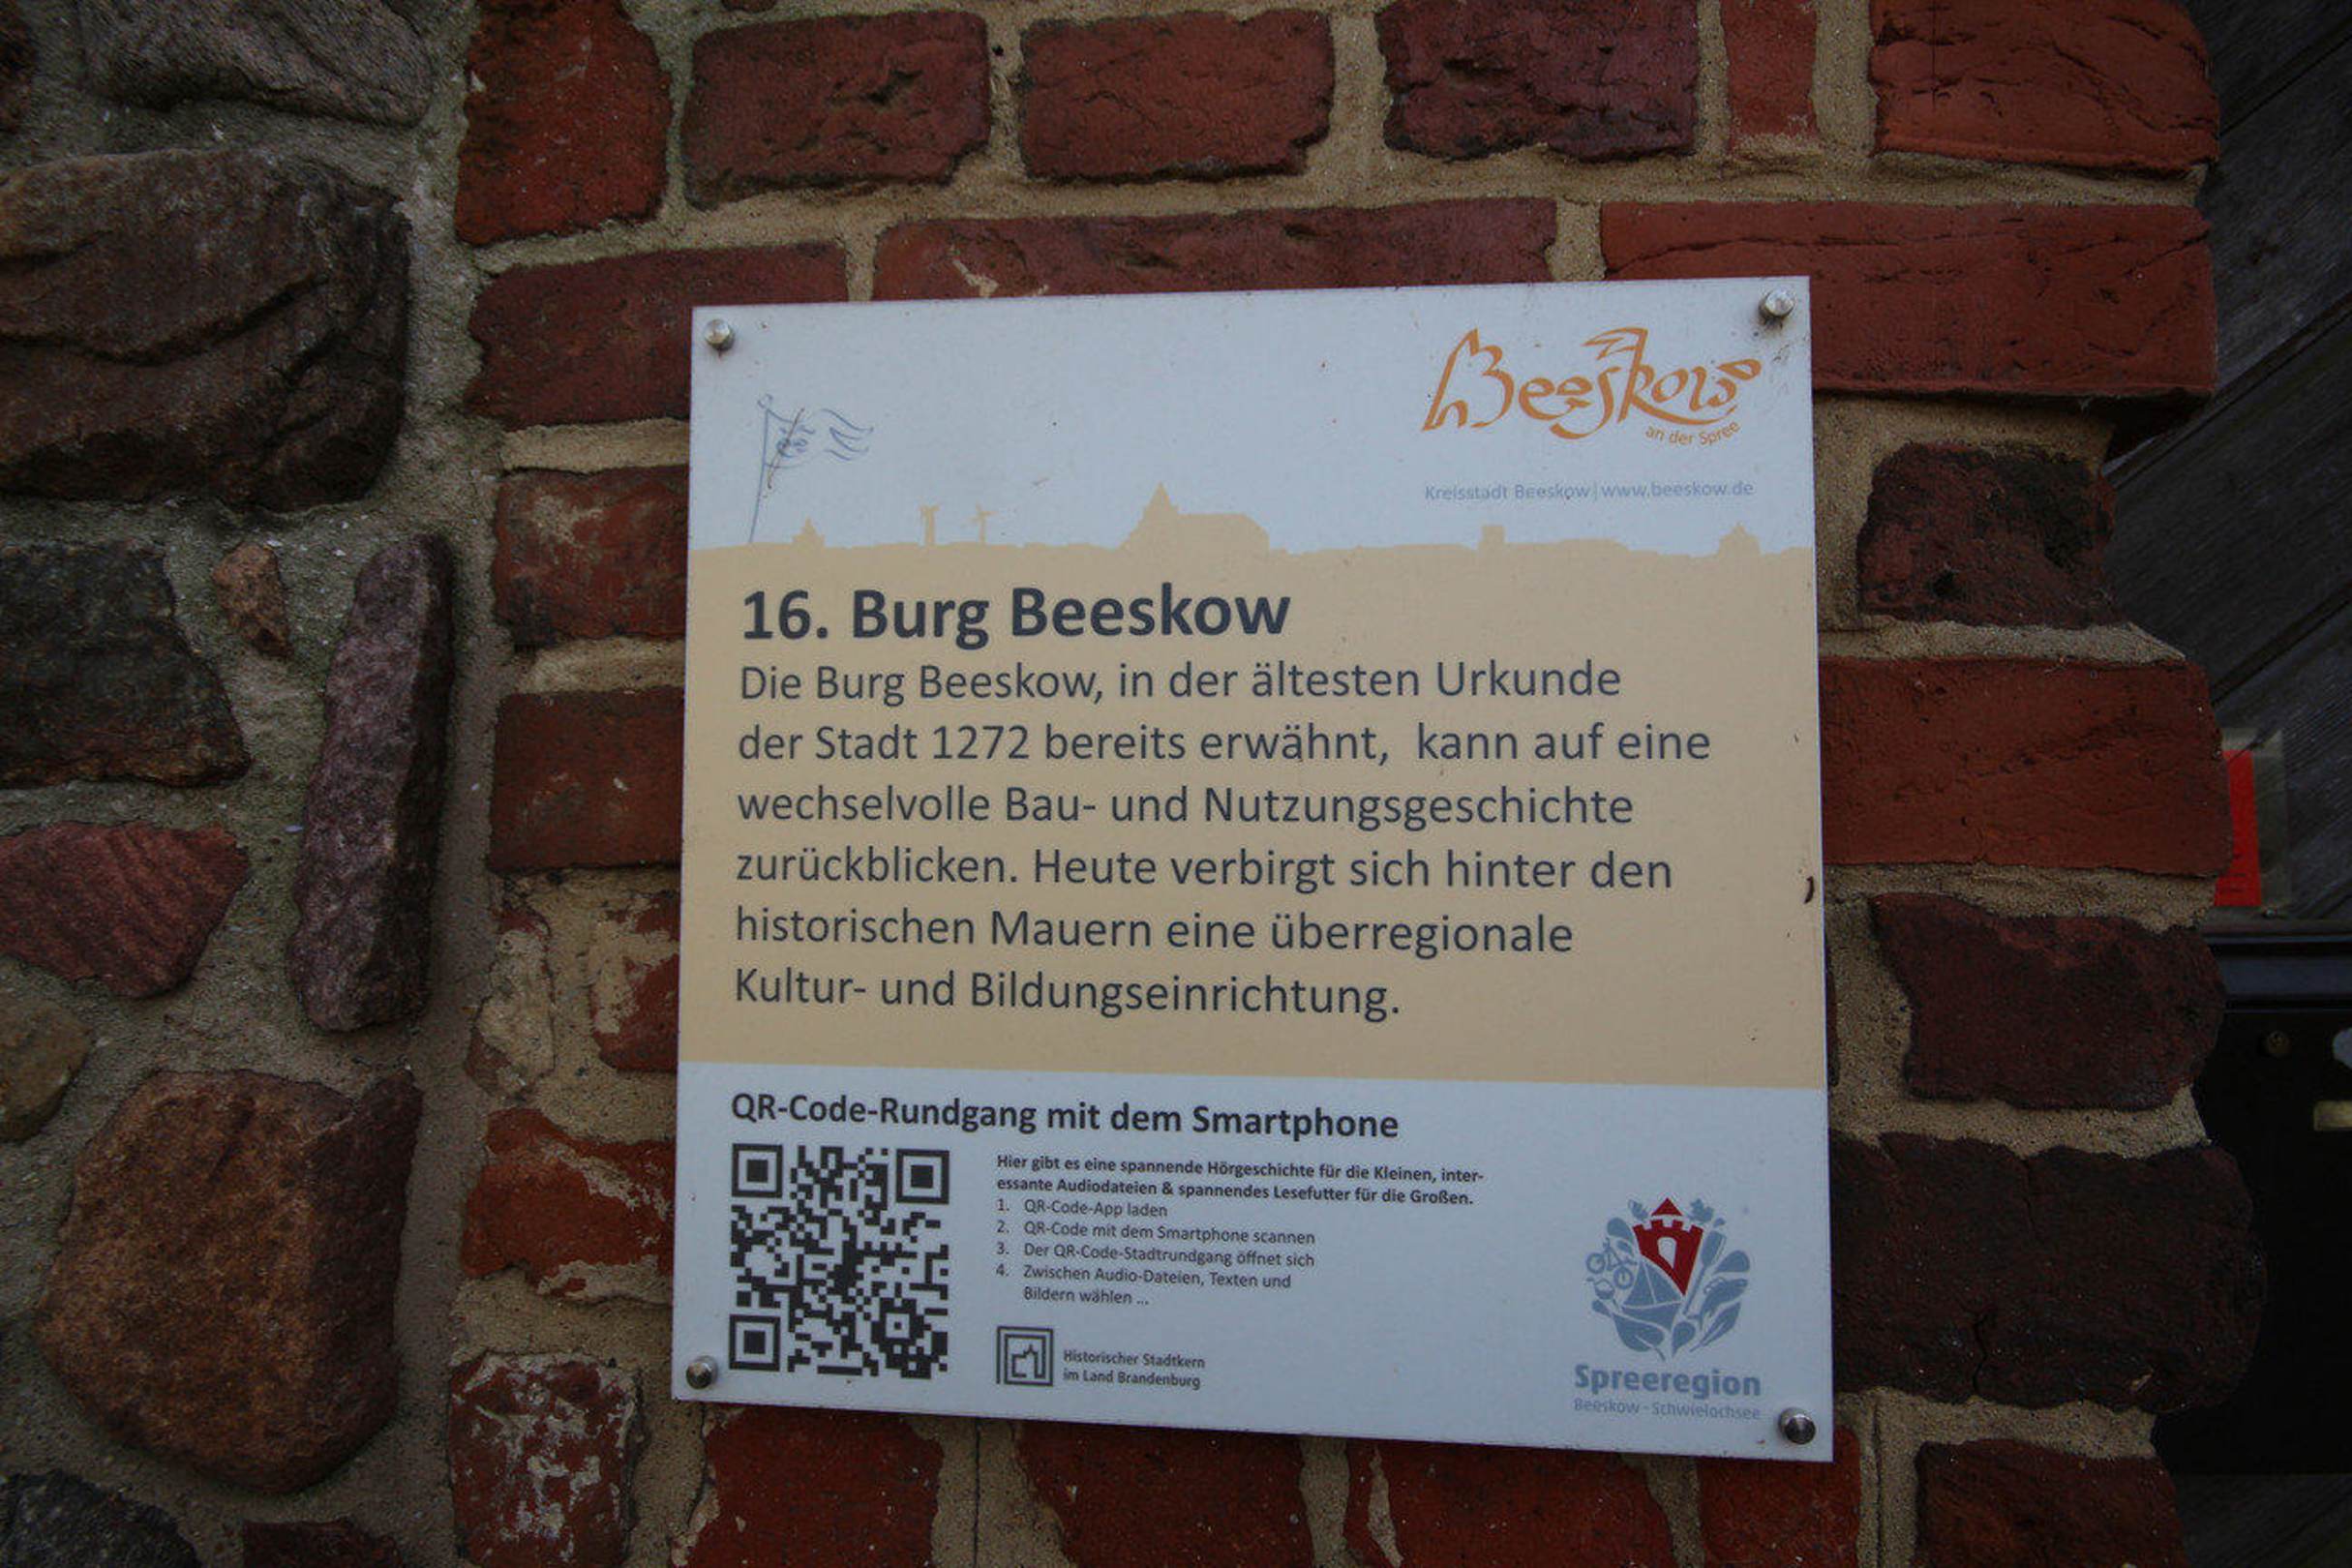 Beeskow
an der Spree
Kreisstadt Beeskow | www.beeskow.de
16. Burg Beeskow
Die Burg Beeskow, in der ältesten Urkunde
der Stadt 1272 bereits erwähnt, kann auf eine
wechselvolle Bau- und Nutzungsgeschichte
zurückblicken. Heute verbirgt sich hinter den
historischen Mauern eine überregionale
Kultur- und Bildungseinrichtung.
QR-Code-Rundgang mit dem Smartphone
Hier gibt es eine spannende Hörgeschichte für die Kleinen, inter-
essante Audiodateien & spannendes Lesefutter für die Großen.
1. QR-Code-App laden
2. QR-Code mit dem Smartphone scannen
3. Der QR-Code-Stadtrundgang öffnet sich
4. Zwischen Audio-Dateien, Texten und
Bildern wählen ...
Historischer Stadtkern
im Land Brandenburg
Spreeregion
Beeskow - Schwielochsee